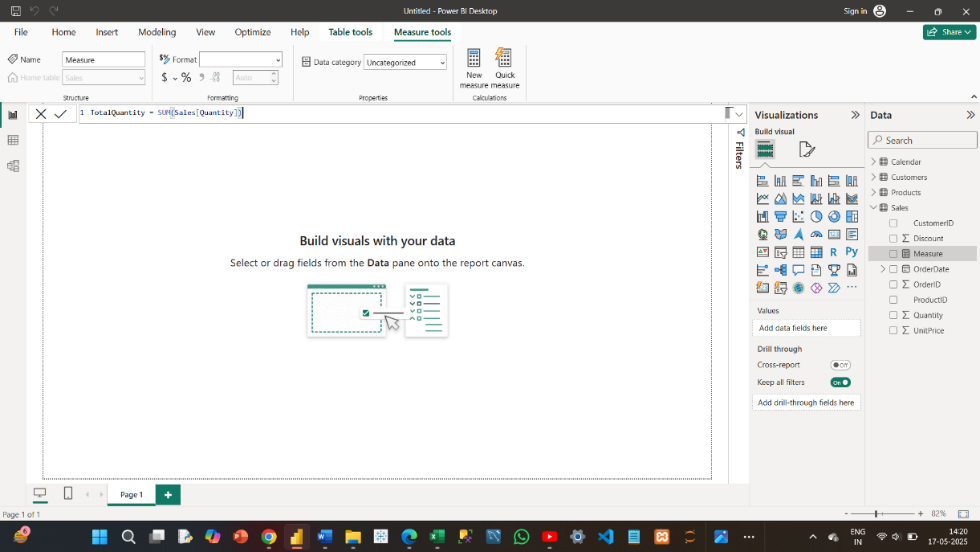 Untitled - Power BI Desktop
Sign in
File Home Insert Modeling View Optimize Help Table tools Measure tools
Share
Name Measure
Home table Sales
Structure
Format
$ % Auto
Formatting
Data category Uncategorized
Properties
New measure
Quick measure
Calculations
1 TotalQuantity = SUM(Sales[Quantity])
Build visuals with your data
Select or drag fields from the Data pane onto the report canvas.
Filters
Visualizations
Build visual
R Py
Values
Add data fields here
Drill through
Cross-report Off
Keep all filters On
Add drill-through fields here
Data
Search
Calendar
Customers
Products
Sales
CustomerID
Discount
Measure
OrderDate
OrderID
ProductID
Quantity
UnitPrice
Page 1
Page 1 of 1
82%
ENG
IN
14:20
17-05-2025